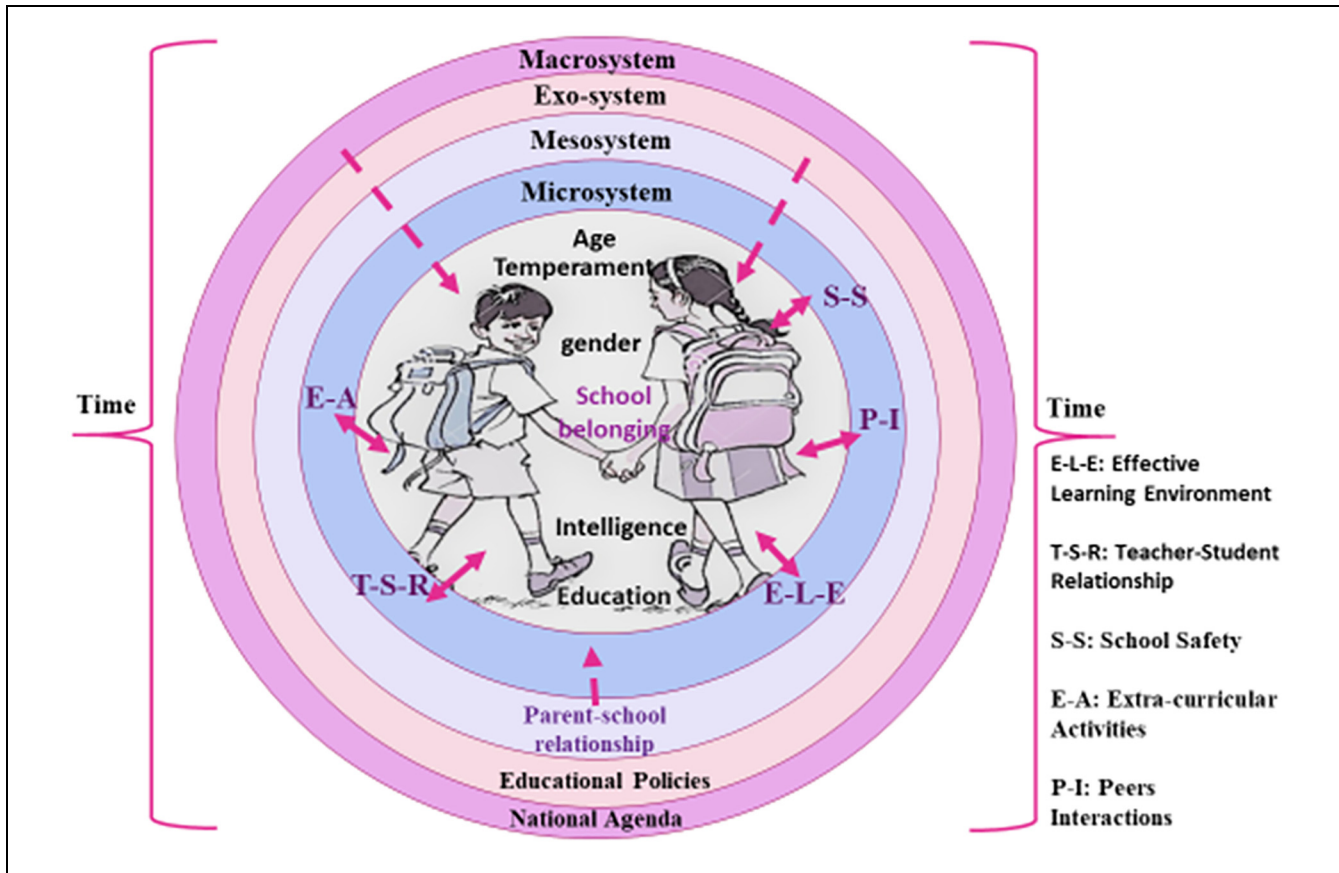 Macrosystem
Exo-system
Mesosystem
Microsystem
Age
Temperament
S-S
gender
School
belonging
E-A
P-I
Time
Intelligence
T-S-R
Education
E-L-E
Parent-school
relationship
Educational Policies
National Agenda
Time
E-L-E: Effective
Learning Environment
T-S-R: Teacher-Student
Relationship
S-S: School Safety
E-A: Extra-curricular
Activities
P-I: Peers
Interactions